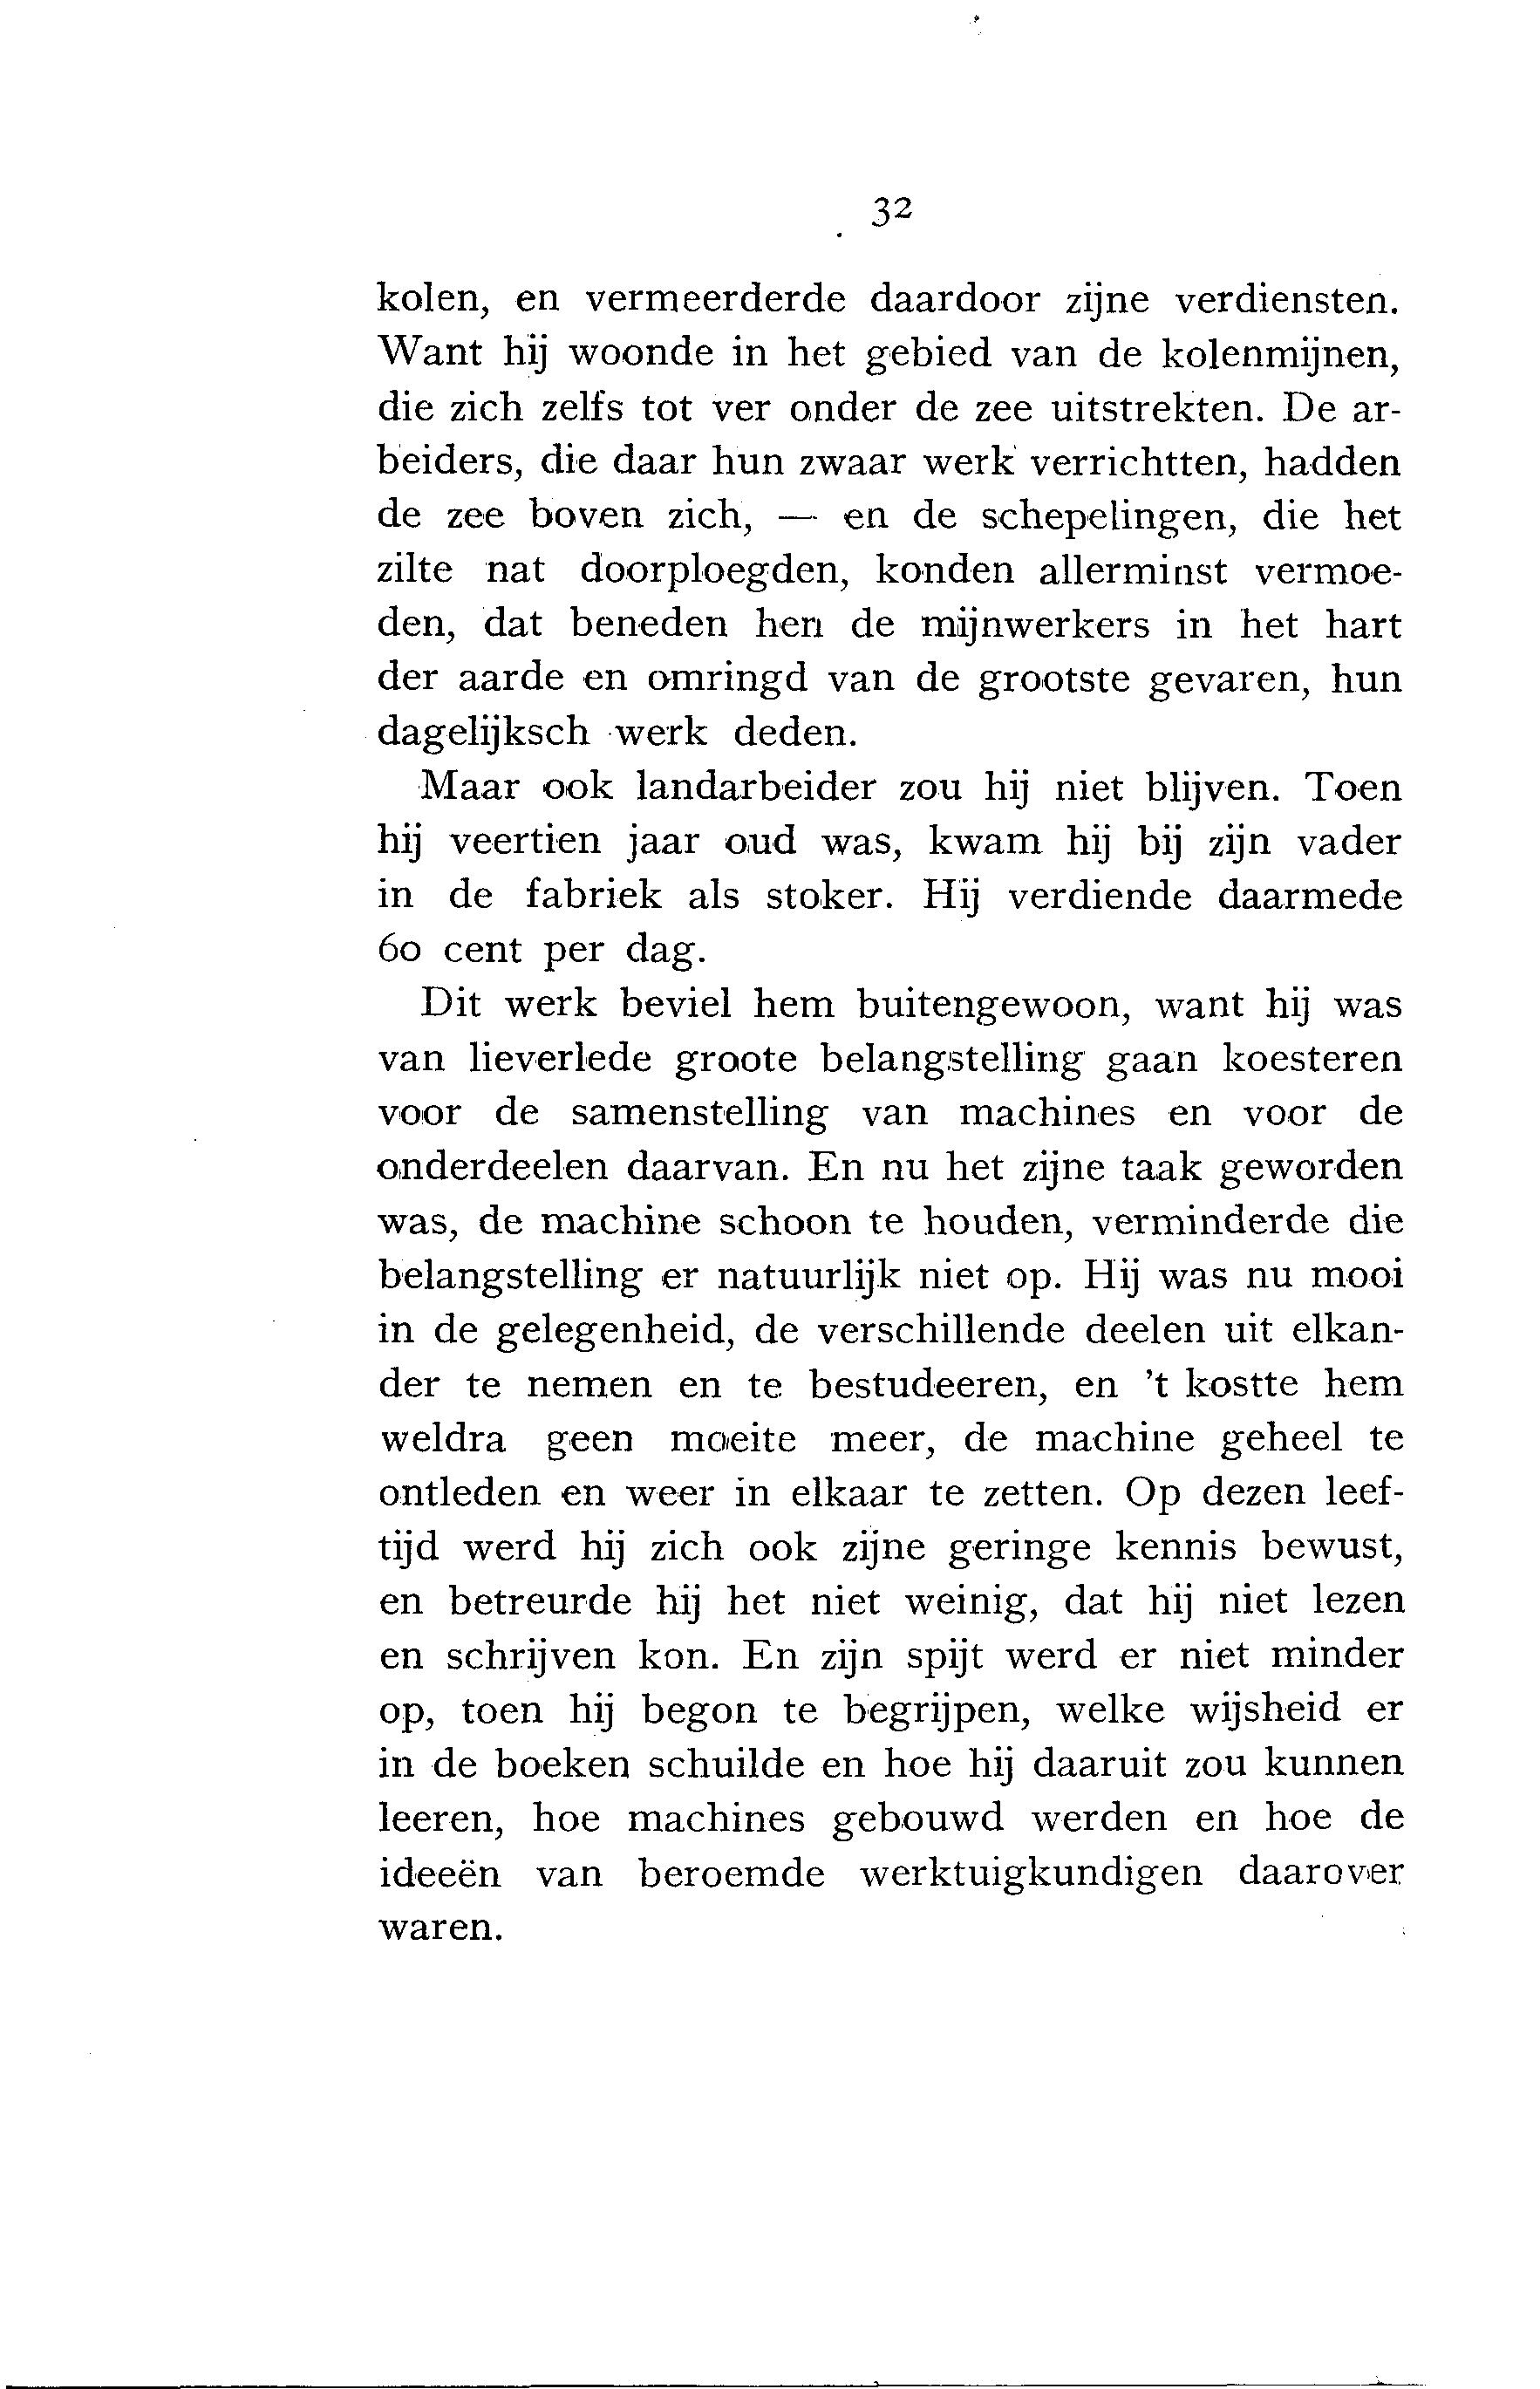 32
kolen, en vermeerderde daardoor zijne verdiensten.
Want hij woonde in het gebied van de kolenmijnen,
die zich zelfs tot ver onder de zee uitstrekten. De ar-
beiders, die daar hun zwaar werk verrichtten, hadden
de zee boven zich, — en de schepelingen, die het
zilte nat doorploegden, konden allerminst vermoe-
den, dat beneden hen de mijnwerkers in het hart
der aarde en omringd van de grootste gevaren, hun
dagelijksch werk deden.
Maar ook landarbeider zou hij niet blijven. Toen
hij veertien jaar oud was, kwam hij bij zijn vader
in de fabriek als stoker. Hij verdiende daarmede
60 cent per dag.
Dit werk beviel hem buitengewoon, want hij was
van lieverlede groote belangstelling gaan koesteren
voor de samenstelling van machines en voor de
onderdeelen daarvan. En nu het zijne taak geworden
was, de machine schoon te houden, verminderde die
belangstelling er natuurlijk niet op. Hij was nu mooi
in de gelegenheid, de verschillende deelen uit elkan-
der te nemen en te bestudeeren, en 't kostte hem
weldra geen moeite meer, de machine geheel te
ontleden en weer in elkaar te zetten. Op dezen leef-
tijd werd hij zich ook zijne geringe kennis bewust,
en betreurde hij het niet weinig, dat hij niet lezen
en schrijven kon. En zijn spijt werd er niet minder
op, toen hij begon te begrijpen, welke wijsheid er
in de boeken schuilde en hoe hij daaruit zou kunnen
leeren, hoe machines gebouwd werden en hoe de
ideeën van beroemde werktuigkundigen daarover
waren.